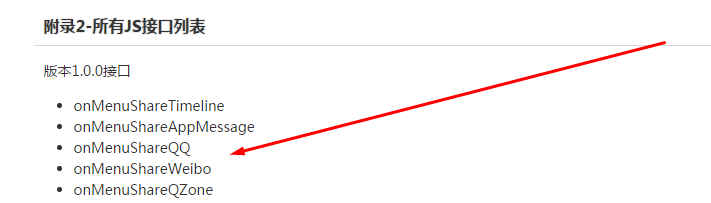 附录2-所有JS接口列表
版本1.0.0接口
onMenuShareTimeline
onMenuShareAppMessage
onMenuShareQQ
onMenuShareWeibo
onMenuShareQZone